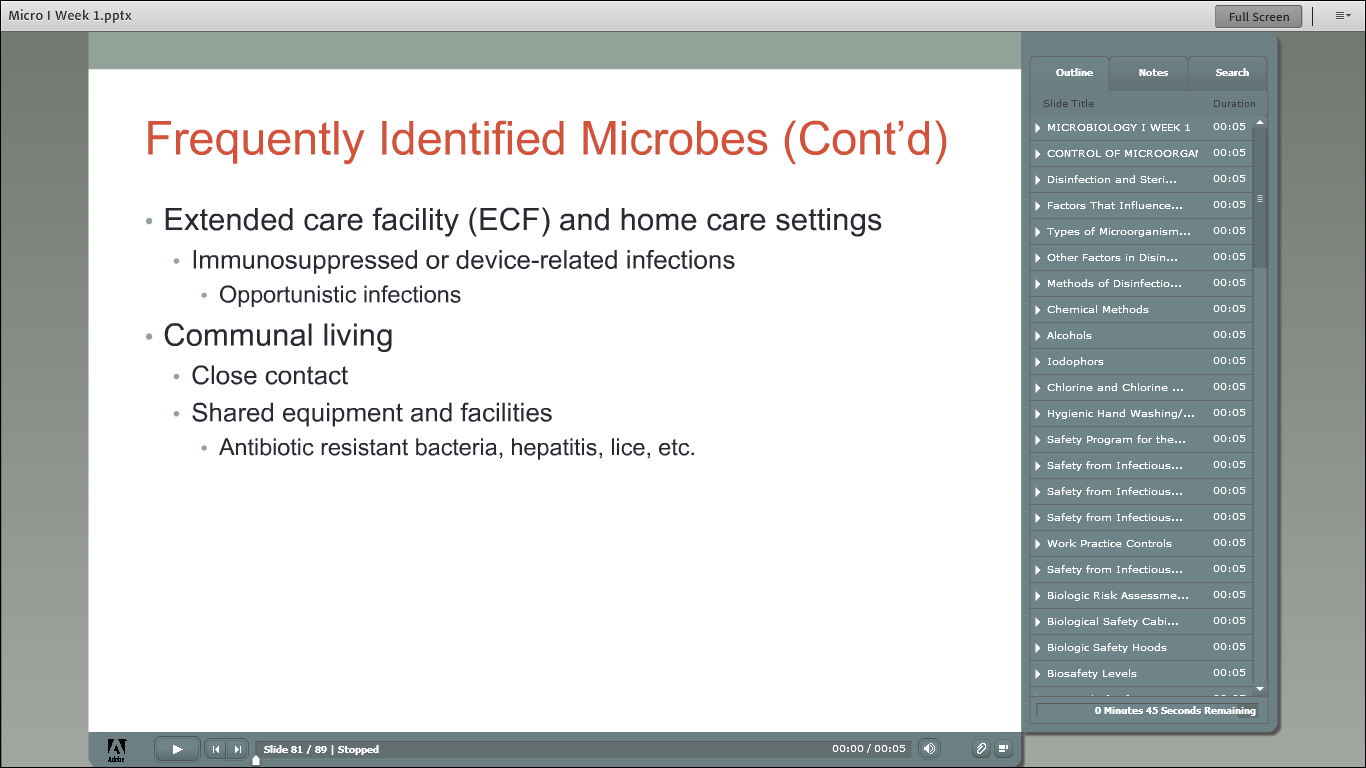 Micro I Week 1.pptx
Full Screen
Frequently Identified Microbes (Cont’d)
• Extended care facility (ECF) and home care settings
• Immunosuppressed or device-related infections
• Opportunistic infections
• Communal living
• Close contact
• Shared equipment and facilities
• Antibiotic resistant bacteria, hepatitis, lice, etc.
Outline Notes Search
Slide Title Duration
MICROBIOLOGY I WEEK 1 00:05
CONTROL OF MICROORGAN 00:05
Disinfection and Steri... 00:05
Factors That Influence... 00:05
Types of Microorganism... 00:05
Other Factors in Disin... 00:05
Methods of Disinfectio... 00:05
Chemical Methods 00:05
Alcohols 00:05
Iodophors 00:05
Chlorine and Chlorine ... 00:05
Hygienic Hand Washing/... 00:05
Safety Program for the... 00:05
Safety from Infectious... 00:05
Safety from Infectious... 00:05
Safety from Infectious... 00:05
Work Practice Controls 00:05
Safety from Infectious... 00:05
Biologic Risk Assessme... 00:05
Biological Safety Cabi... 00:05
Biologic Safety Hoods 00:05
Biosafety Levels 00:05
0 Minutes 45 Seconds Remaining
Adobe
Slide 81 / 89 | Stopped 00:00 / 00:05